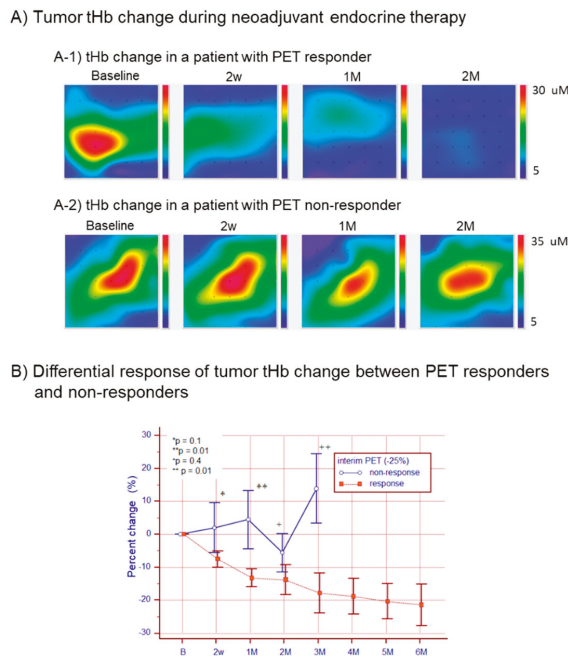 A) Tumor tHb change during neoadjuvant endocrine therapy
A-1) tHb change in a patient with PET responder
Baseline 2w 1M 2M
30 uM
5
A-2) tHb change in a patient with PET non-responder
Baseline 2w 1M 2M
35 uM
5
B) Differential response of tumor tHb change between PET responders
and non-responders
*p = 0.1
**p = 0.01
+p = 0.4
++ p = 0.01
interim PET (-25%)
non-response
response
* ** + ++
Percent change (%)
30
20
10
0
-10
-20
-30
B 2w 1M 2M 3M 4M 5M 6M